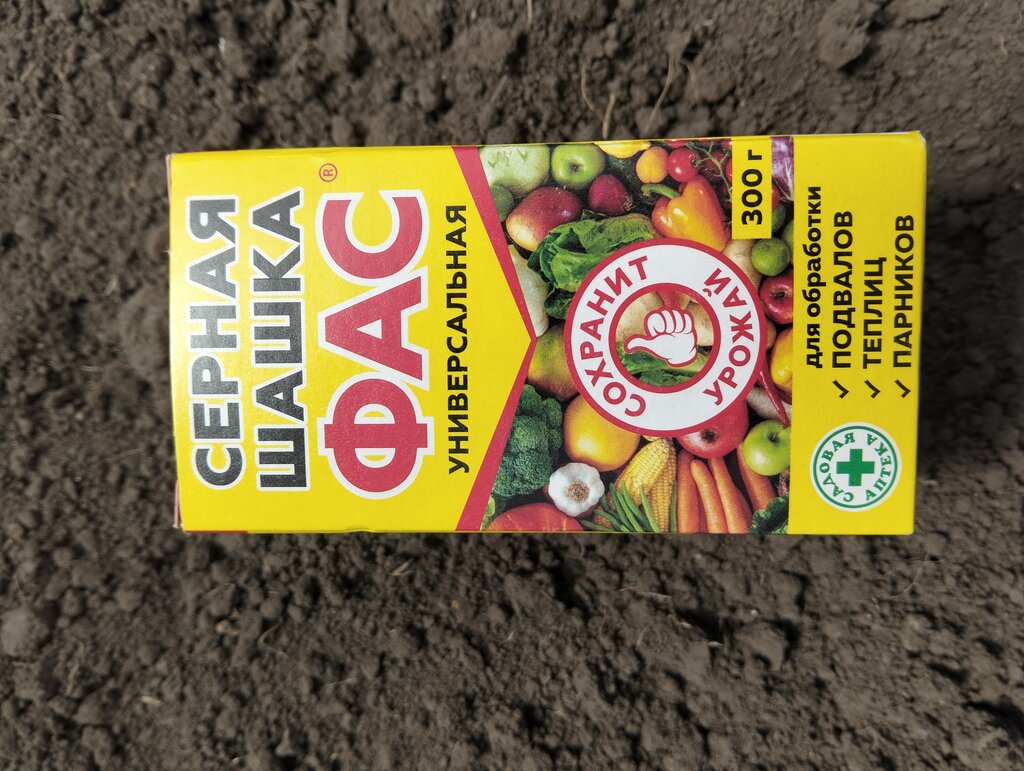 СЕРНАЯ
ШАШКА
ФАС®
УНИВЕРСАЛЬНАЯ
300 г
СОХРАНИТ
УРОЖАЙ
для обработки
✓ ПОДВАЛОВ
✓ ТЕПЛИЦ
✓ ПАРНИКОВ
САДОВАЯ
АПТЕКА